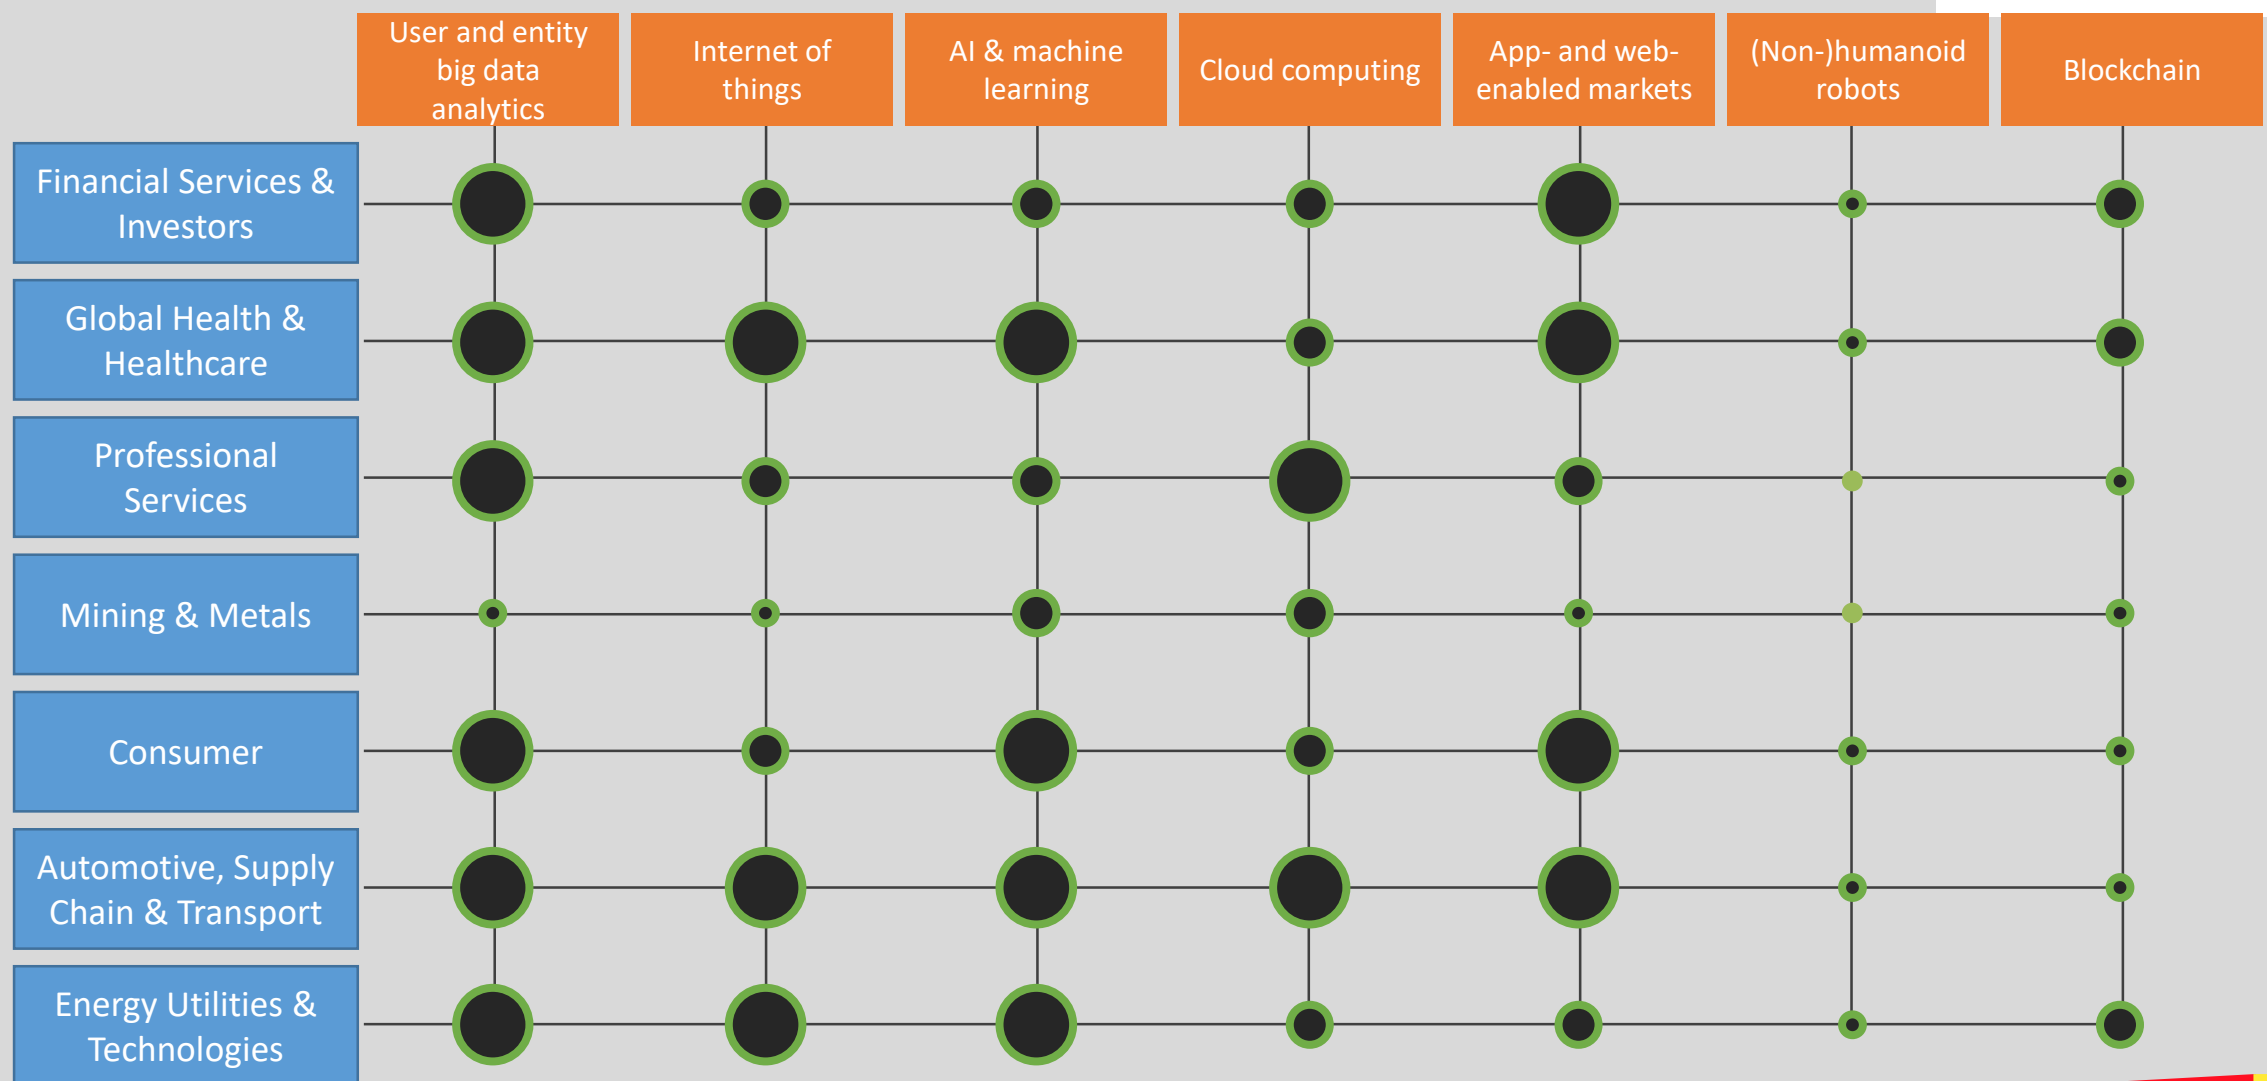 User and entity
big data
analytics
Internet of
things
AI & machine
learning
Cloud computing
App- and web-
enabled markets
(Non-)humanoid
robots
Blockchain
Financial Services &
Investors
Global Health &
Healthcare
Professional
Services
Mining & Metals
Consumer
Automotive, Supply
Chain & Transport
Energy Utilities &
Technologies